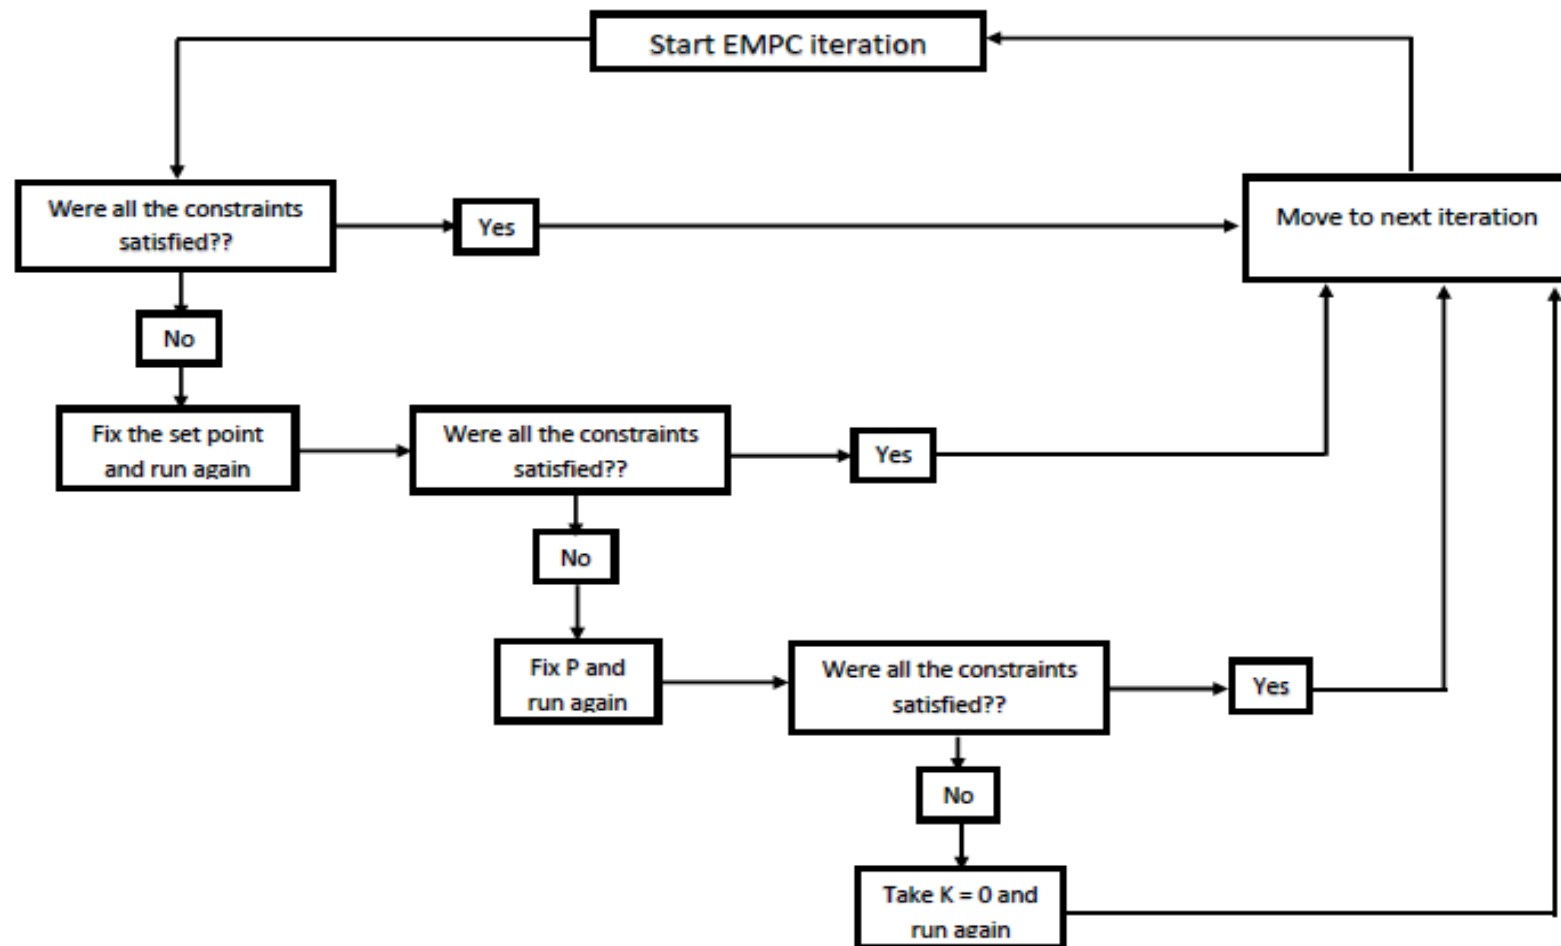 Start EMPC iteration
Were all the constraints
satisfied??
Yes
Move to next iteration
No
Fix the set point
and run again
Were all the constraints
satisfied??
Yes
No
Fix P and
run again
Were all the constraints
satisfied??
Yes
No
Take K = 0 and
run again